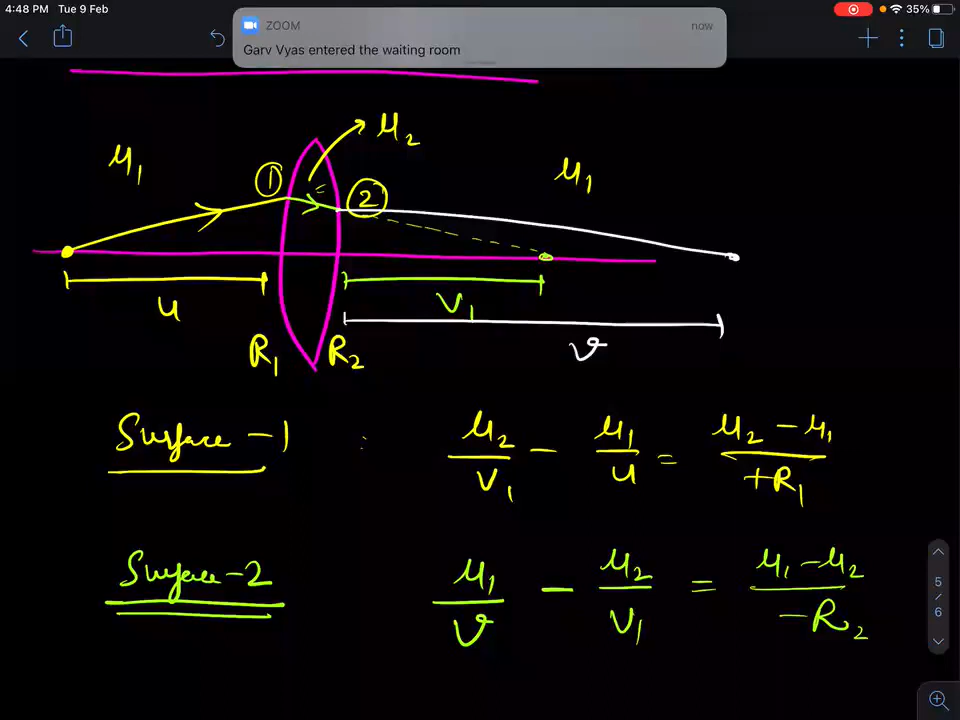 4:48 PM Tue 9 Feb
35%
ZOOM
now
Garv Vyas entered the waiting room
μ₂
μ₁
μ₁
①
②
u
v₁
v
R₁
R₂
Surface-1 : μ₂/v₁ - μ₁/u = μ₂-μ₁/+R₁
Surface-2 μ₁/v - μ₂/v₁ = μ₁-μ₂/-R₂
5
/
6